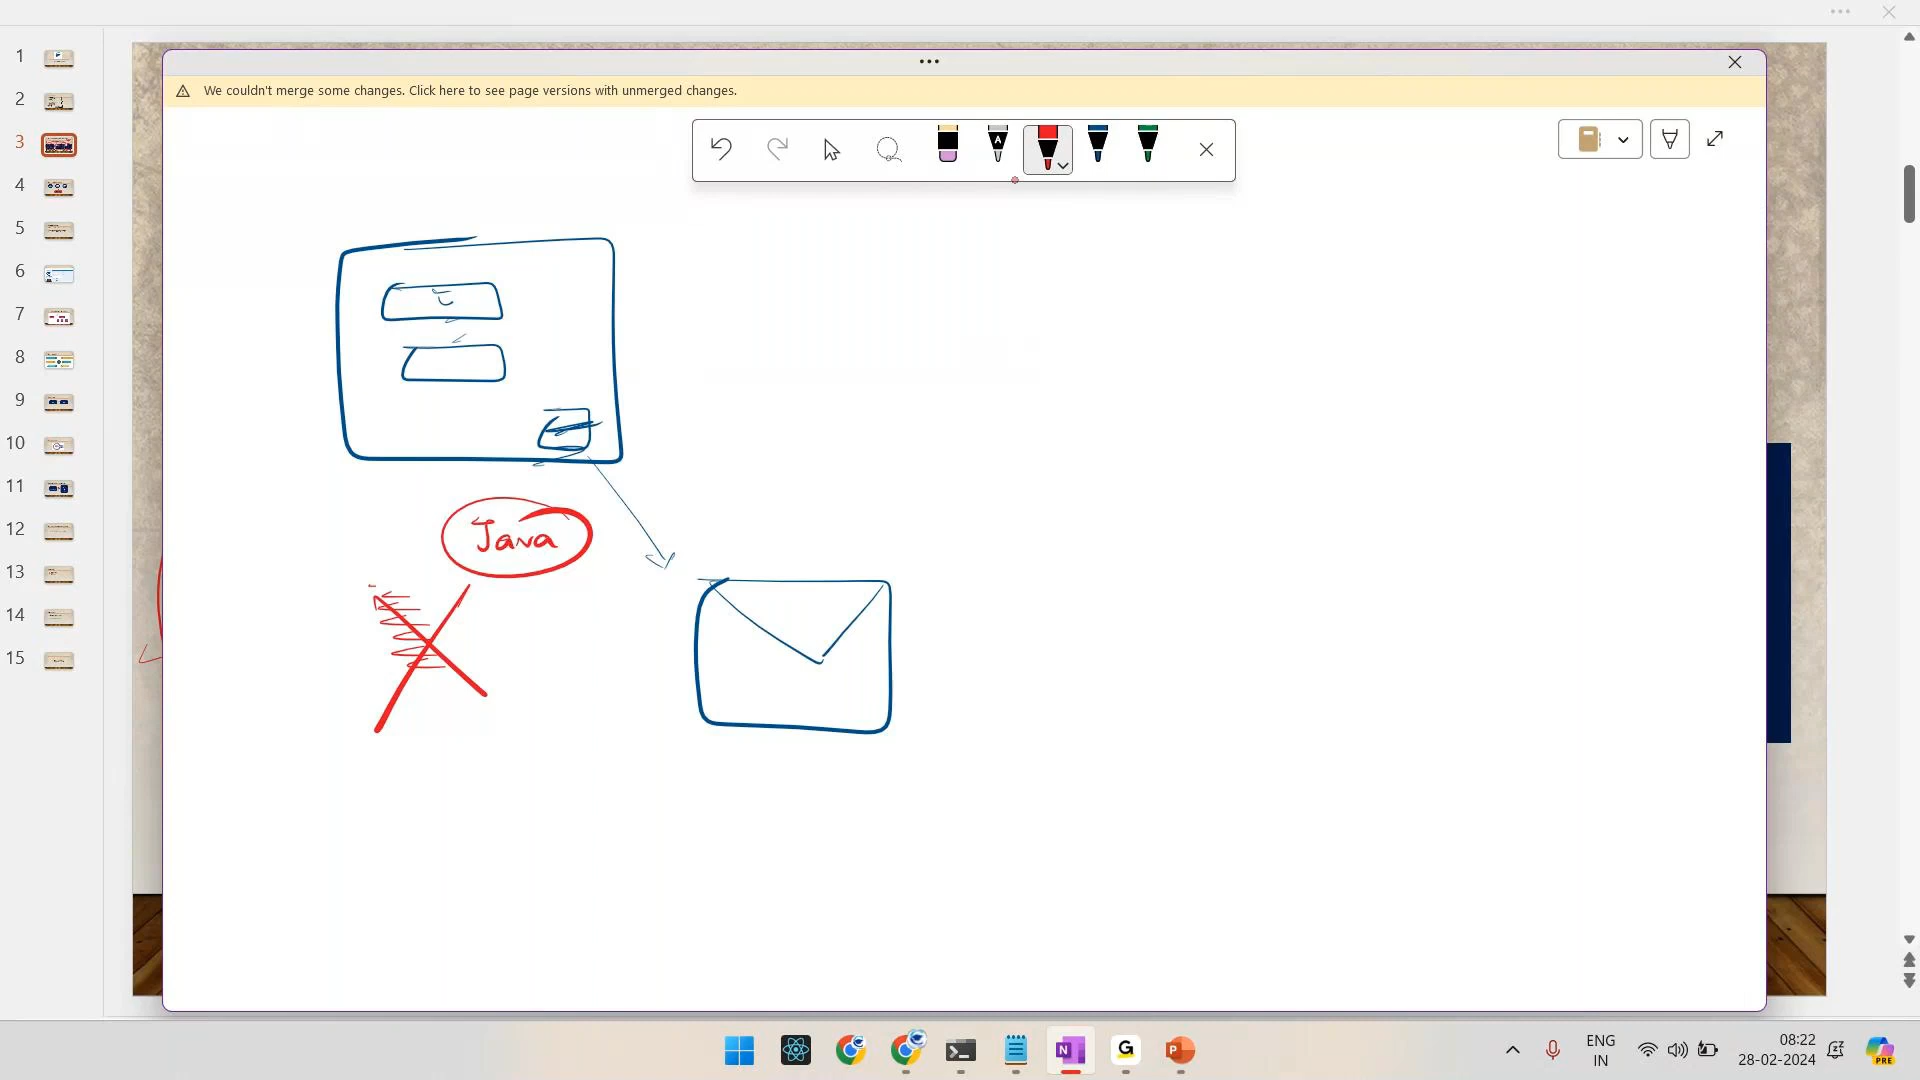 1
2
3
4
5
6
7
8
9
10
11
12
13
14
15
We couldn't merge some changes. Click here to see page versions with unmerged changes.
A
Java
N
G
P
ENG
IN
08:22
28-02-2024
PRE